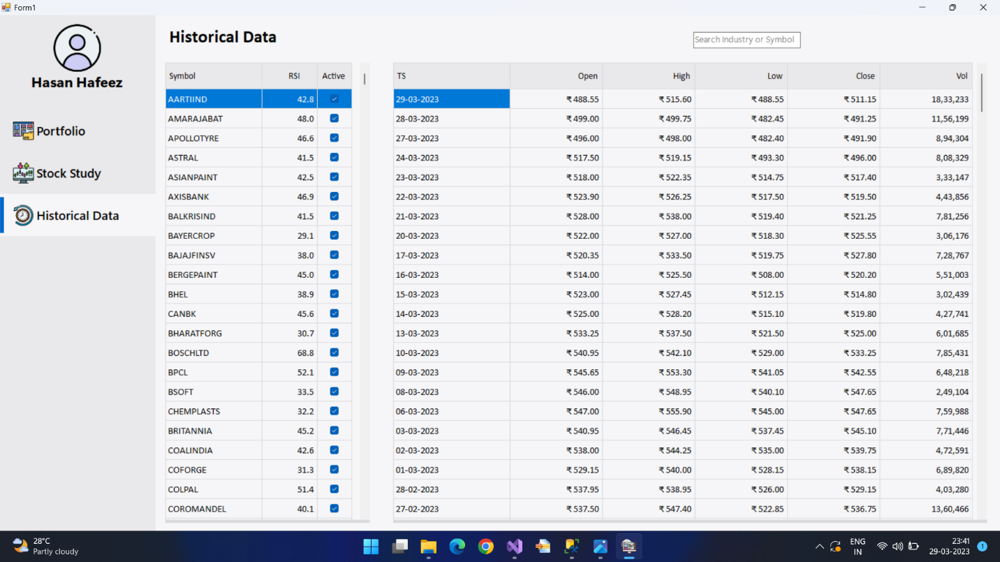 Form1
Hasan Hafeez
Portfolio
Stock Study
Historical Data
Historical Data
Search Industry or Symbol
Symbol RSI Active
AARTIIND 42.8
AMARAJABAT 48.0
APOLLOTYRE 46.6
ASTRAL 41.5
ASIANPAINT 42.5
AXISBANK 46.9
BALKRISIND 41.5
BAYERCROP 29.1
BAJAJFINSV 38.0
BERGEPAINT 45.0
BHEL 38.9
CANBK 45.6
BHARATFORG 30.7
BOSCHLTD 68.8
BPCL 52.1
BSOFT 33.5
CHEMPLASTS 32.2
BRITANNIA 45.2
COALINDIA 42.6
COFORGE 31.3
COLPAL 51.4
COROMANDEL 40.1
TS Open High Low Close Vol
29-03-2023 ₹ 488.55 ₹ 515.60 ₹ 488.55 ₹ 511.15 18,33,233
28-03-2023 ₹ 499.00 ₹ 499.75 ₹ 482.45 ₹ 491.25 11,56,199
27-03-2023 ₹ 496.00 ₹ 498.00 ₹ 482.40 ₹ 491.90 8,94,304
24-03-2023 ₹ 517.50 ₹ 519.15 ₹ 493.30 ₹ 496.00 8,08,329
23-03-2023 ₹ 518.00 ₹ 522.35 ₹ 514.75 ₹ 517.40 3,33,147
22-03-2023 ₹ 523.90 ₹ 526.25 ₹ 517.50 ₹ 519.50 4,43,856
21-03-2023 ₹ 528.00 ₹ 538.00 ₹ 519.40 ₹ 521.25 7,81,256
20-03-2023 ₹ 522.00 ₹ 527.00 ₹ 518.30 ₹ 525.55 3,06,176
17-03-2023 ₹ 520.35 ₹ 533.50 ₹ 519.75 ₹ 527.80 7,28,767
16-03-2023 ₹ 514.00 ₹ 525.50 ₹ 508.00 ₹ 520.20 5,51,003
15-03-2023 ₹ 523.00 ₹ 527.45 ₹ 512.15 ₹ 514.80 3,02,439
14-03-2023 ₹ 525.00 ₹ 528.20 ₹ 515.10 ₹ 519.80 4,27,741
13-03-2023 ₹ 533.25 ₹ 537.50 ₹ 521.50 ₹ 525.00 6,01,685
10-03-2023 ₹ 540.95 ₹ 542.10 ₹ 529.00 ₹ 533.25 7,85,431
09-03-2023 ₹ 545.65 ₹ 553.30 ₹ 541.05 ₹ 542.55 6,48,218
08-03-2023 ₹ 546.00 ₹ 548.95 ₹ 540.10 ₹ 547.65 2,49,104
06-03-2023 ₹ 547.00 ₹ 555.90 ₹ 545.00 ₹ 547.65 7,59,988
03-03-2023 ₹ 540.95 ₹ 546.45 ₹ 537.45 ₹ 545.10 7,71,446
02-03-2023 ₹ 538.00 ₹ 544.25 ₹ 535.00 ₹ 539.75 4,72,591
01-03-2023 ₹ 529.15 ₹ 540.00 ₹ 528.15 ₹ 538.15 6,89,820
28-02-2023 ₹ 537.95 ₹ 538.95 ₹ 526.00 ₹ 529.15 4,03,280
27-02-2023 ₹ 537.50 ₹ 547.40 ₹ 522.85 ₹ 536.75 13,60,466
28°C
Partly cloudy
ENG
IN
23:41
29-03-2023
1